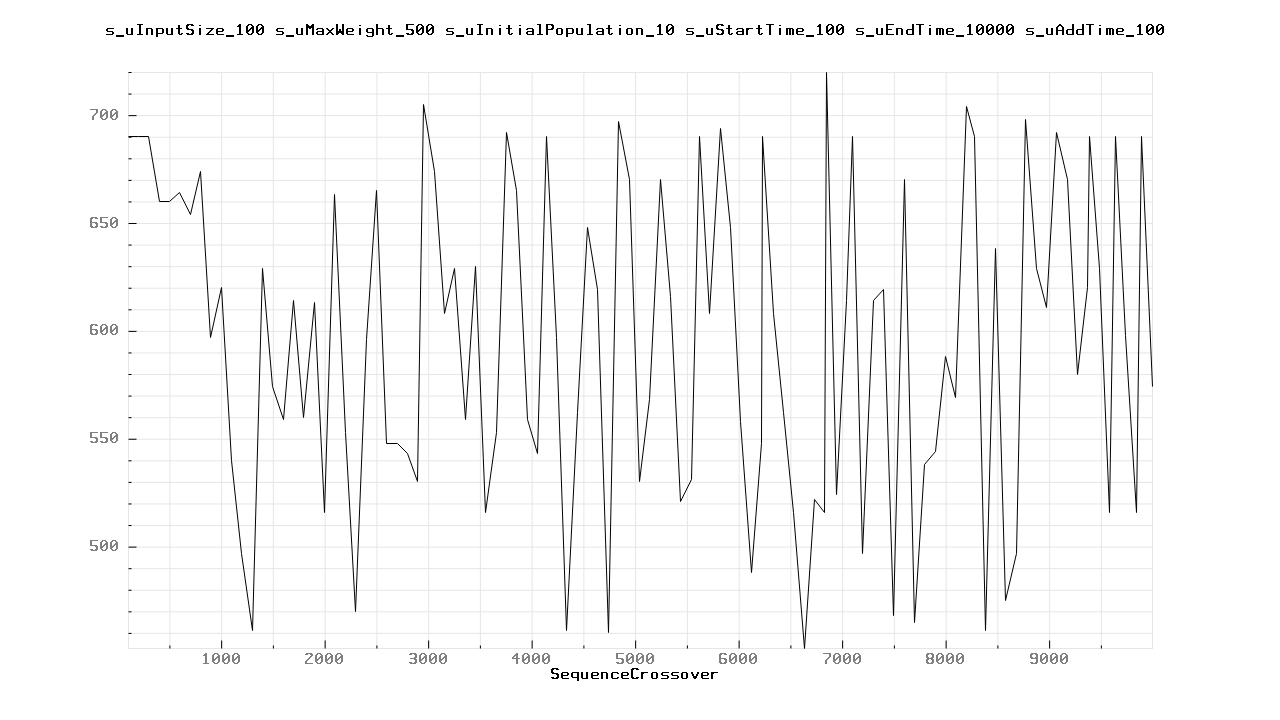 s_uInputSize_100 s_uMaxWeight_500 s_uInitialPopulation_10 s_uStartTime_100 s_uEndTime_10000 s_uAddTime_100
700
650
600
550
500
1000 2000 3000 4000 5000 6000 7000 8000 9000
SequenceCrossover